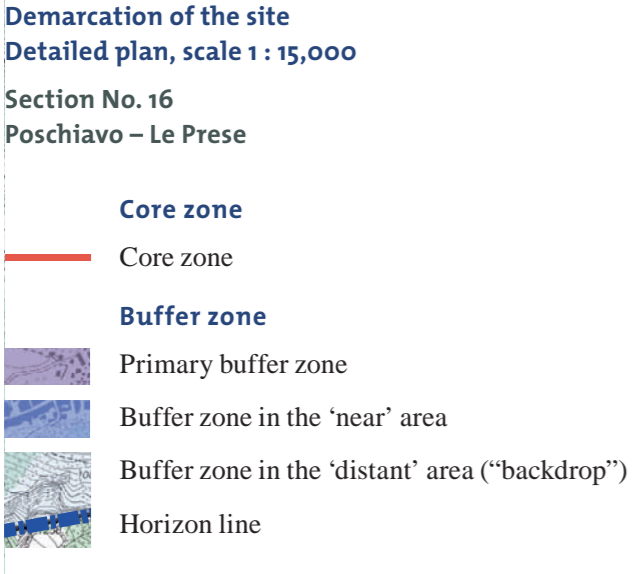 Demarcation of the site
Detailed plan, scale 1 : 15,000
Section No. 16
Poschiavo – Le Prese
Core zone
Core zone
Buffer zone
Primary buffer zone
Buffer zone in the ‘near’ area
Buffer zone in the ‘distant’ area (“backdrop”)
Horizon line